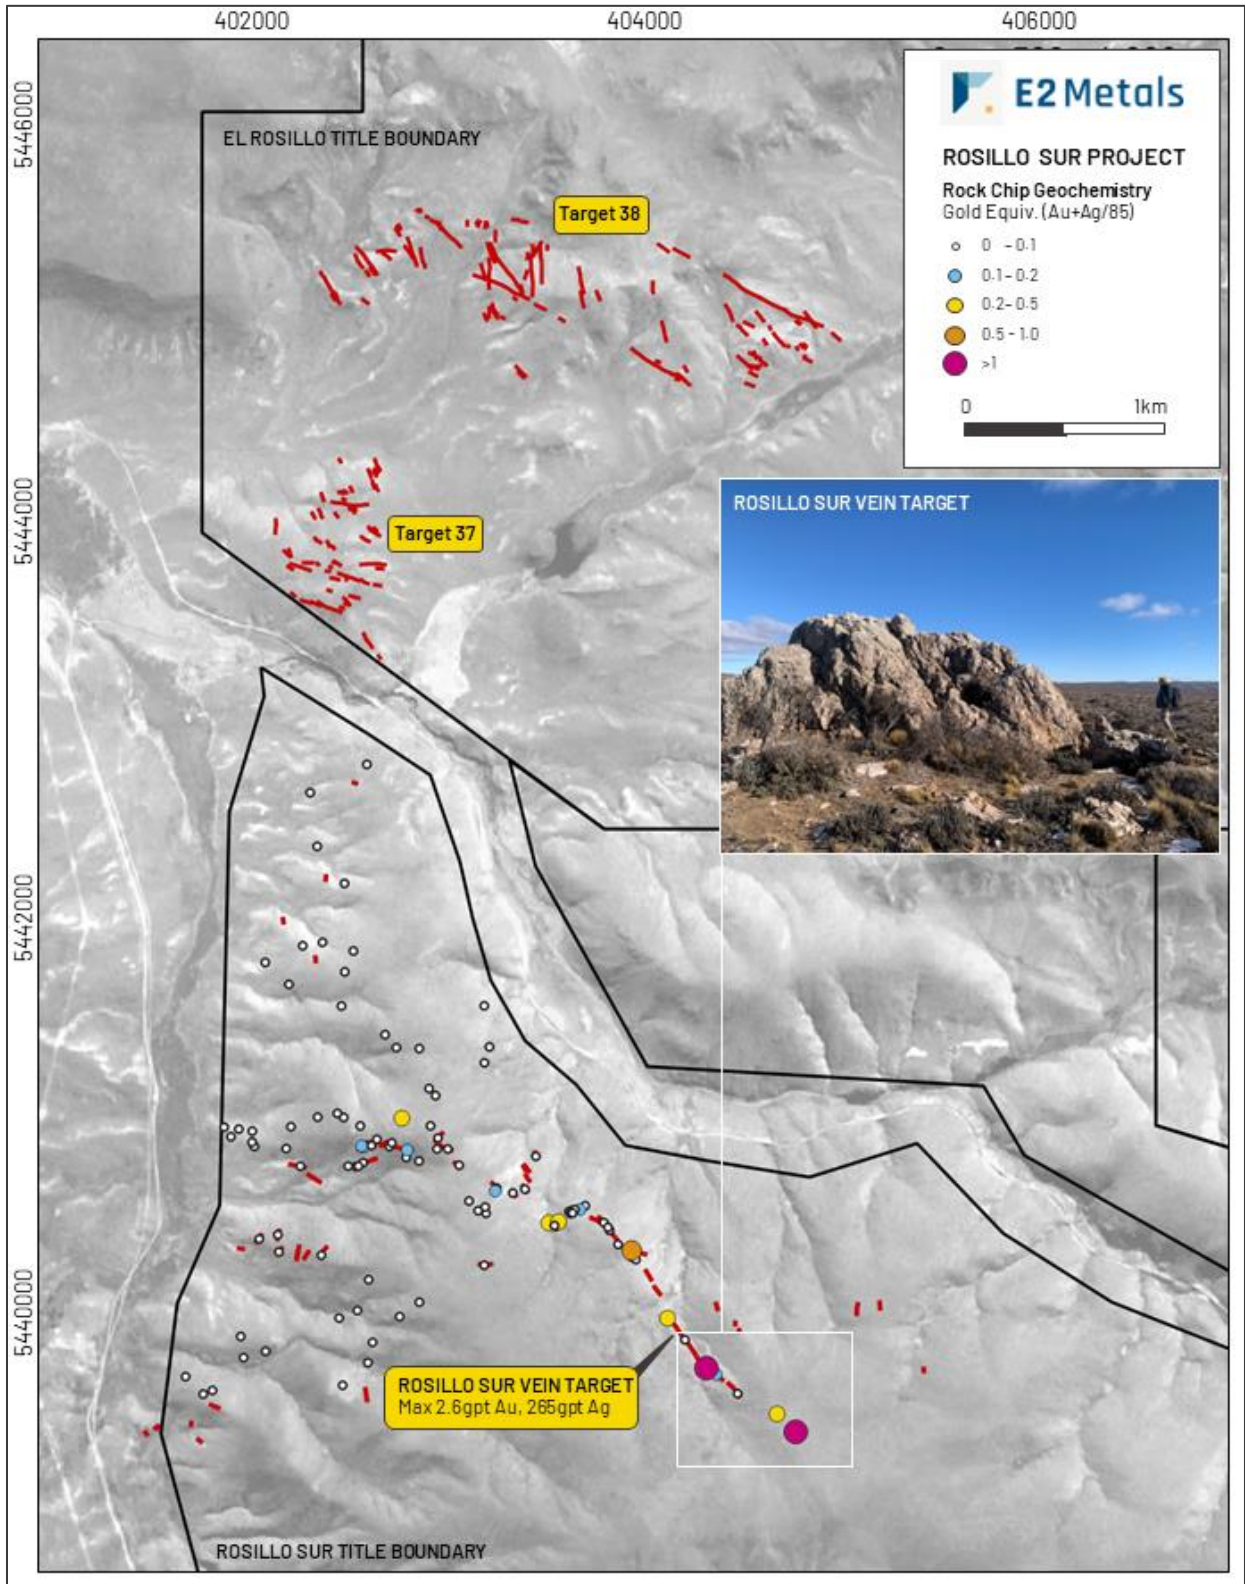 402000
404000
406000
5446000
5444000
5442000
5440000
E2 Metals
ROSILLO SUR PROJECT
Rock Chip Geochemistry
Gold Equiv. (Au+Ag/85)
0 - 0.1
0.1 - 0.2
0.2 - 0.5
0.5 - 1.0
>1
0
1km
EL ROSILLO TITLE BOUNDARY
Target 38
Target 37
ROSILLO SUR VEIN TARGET
ROSILLO SUR VEIN TARGET
Max 2.6gpt Au, 265gpt Ag
ROSILLO SUR TITLE BOUNDARY